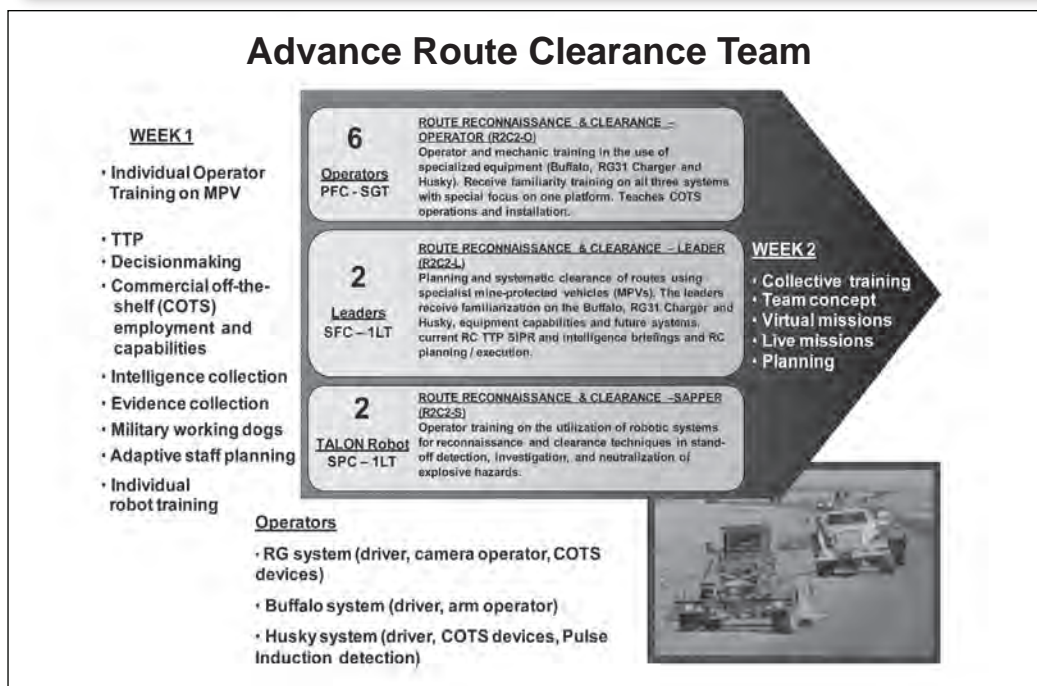 Advance Route Clearance Team
WEEK 1
· Individual Operator
Training on MPV
· TTP
· Decisionmaking
· Commercial off-the-
shelf (COTS)
employment and
capabilities
· Intelligence collection
· Evidence collection
· Military working dogs
· Adaptive staff planning
· Individual
robot training
6
Operators
PFC - SGT
ROUTE RECONNAISSANCE & CLEARANCE –
OPERATOR (R2C2-O)
Operator and mechanic training in the use of
specialized equipment (Buffalo, RG31 Charger and
Husky). Receive familiarity training on all three systems
with special focus on one platform. Teaches COTS
operations and installation.
2
Leaders
SFC – 1LT
ROUTE RECONNAISSANCE & CLEARANCE – LEADER
(R2C2-L)
Planning and systematic clearance of routes using
specialist mine-protected vehicles (MPVs). The leaders
receive familiarization on the Buffalo, RG31 Charger and
Husky, equipment capabilities and future systems,
current RC TTP SIPR and intelligence briefings and RC
planning / execution.
2
TALON Robot
SPC – 1LT
ROUTE RECONNAISSANCE & CLEARANCE –SAPPER
(R2C2-S)
Operator training on the utilization of robotic systems
for reconnaissance and clearance techniques in stand-
off detection, investigation, and neutralization of
explosive hazards.
WEEK 2
· Collective training
· Team concept
· Virtual missions
· Live missions
· Planning
Operators
· RG system (driver, camera operator, COTS
devices)
· Buffalo system (driver, arm operator)
· Husky system (driver, COTS devices, Pulse
Induction detection)